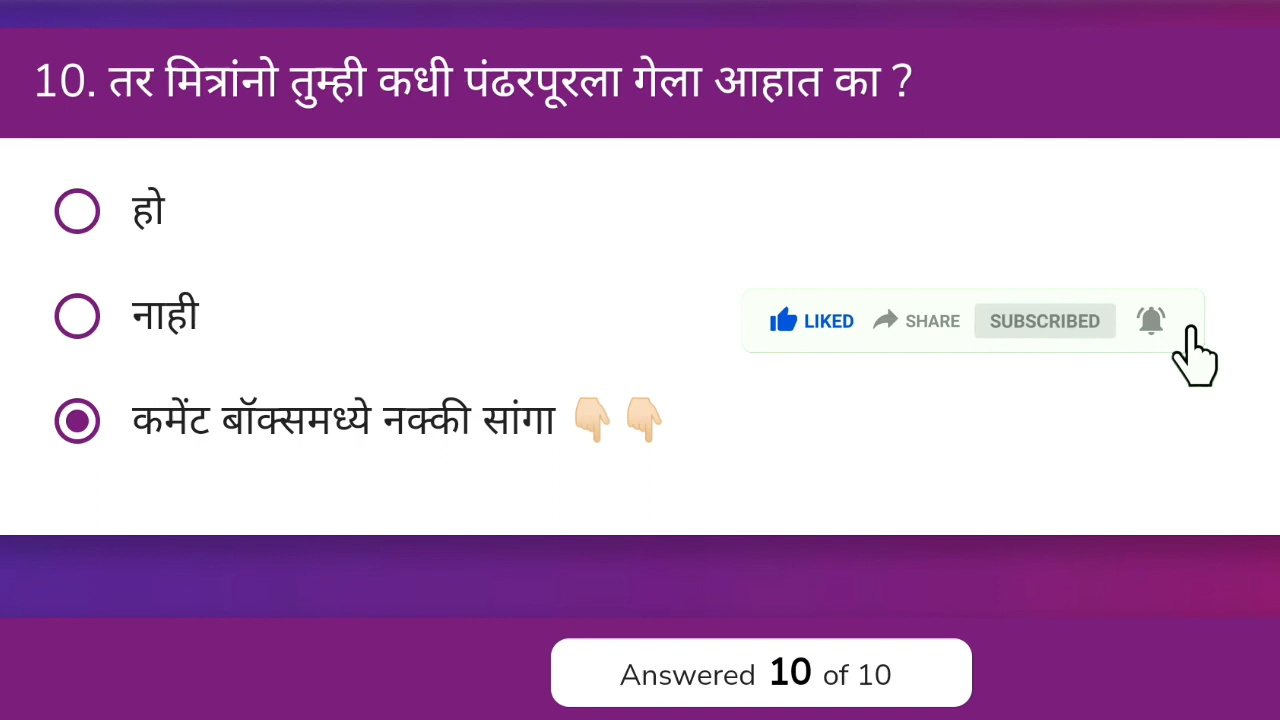 10. तर मित्रांनो तुम्ही कधी पंढरपूरला गेला आहात का ?
हो
नाही
LIKED SHARE SUBSCRIBED
कमेंट बॉक्समध्ये नक्की सांगा 👇🏻👇🏻
Answered 10 of 10